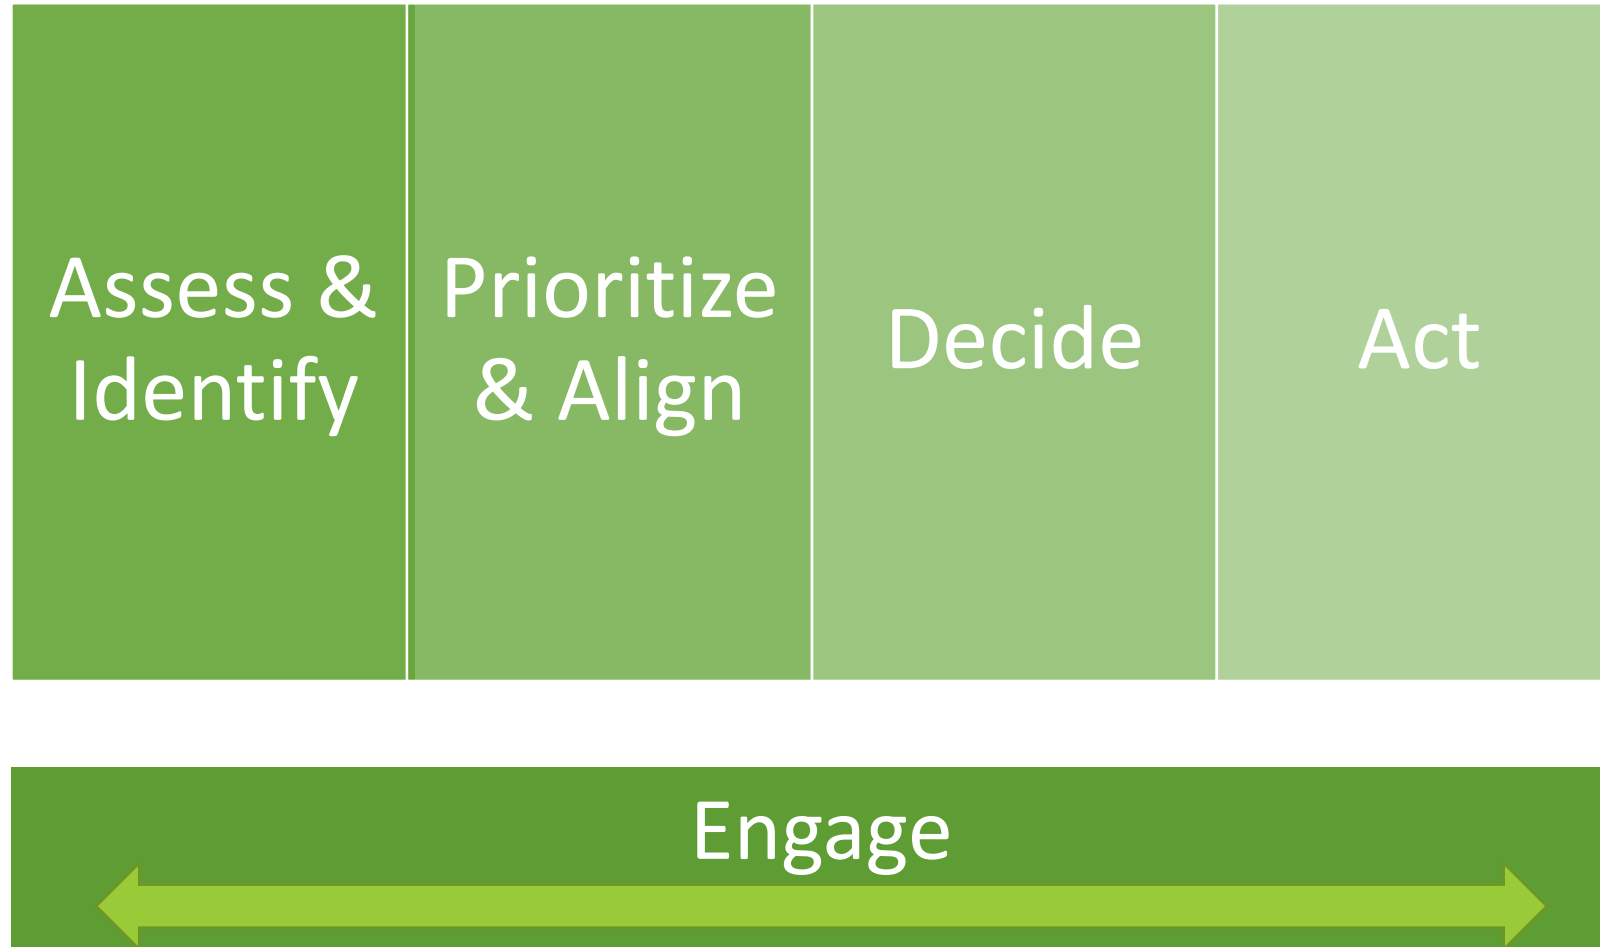 Assess &
Identify
Prioritize
& Align
Decide
Act
Engage